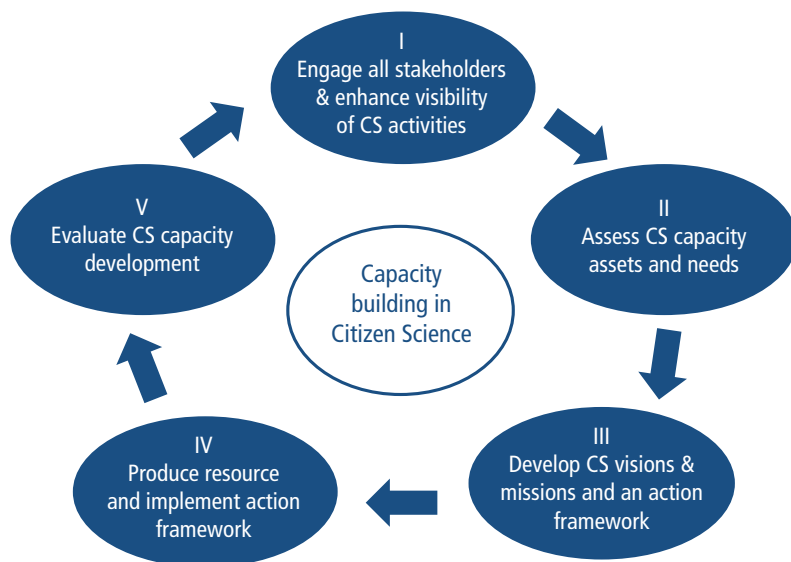 I
Engage all stakeholders
& enhance visibility
of CS activities
II
Assess CS capacity
assets and needs
III
Develop CS visions &
missions and an action
framework
IV
Produce resource
and implement action
framework
V
Evaluate CS capacity
development
Capacity
building in
Citizen Science